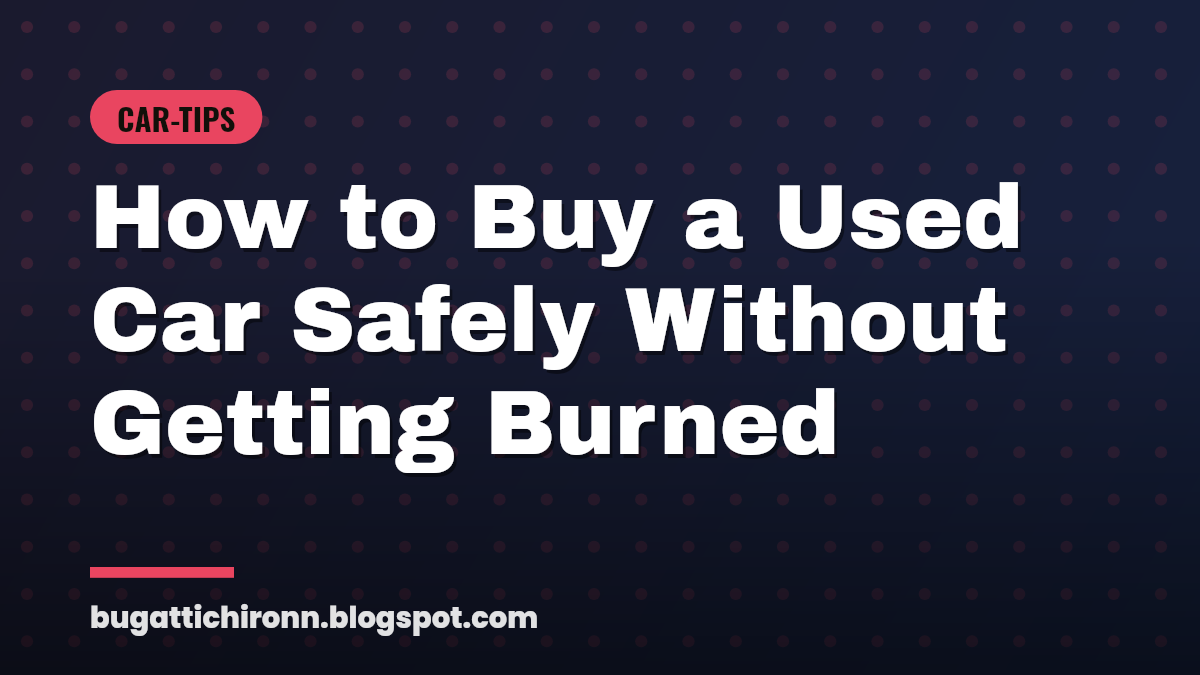 CAR-TIPS
How to Buy a Used
Car Safely Without
Getting Burned
bugattichironn.blogspot.com